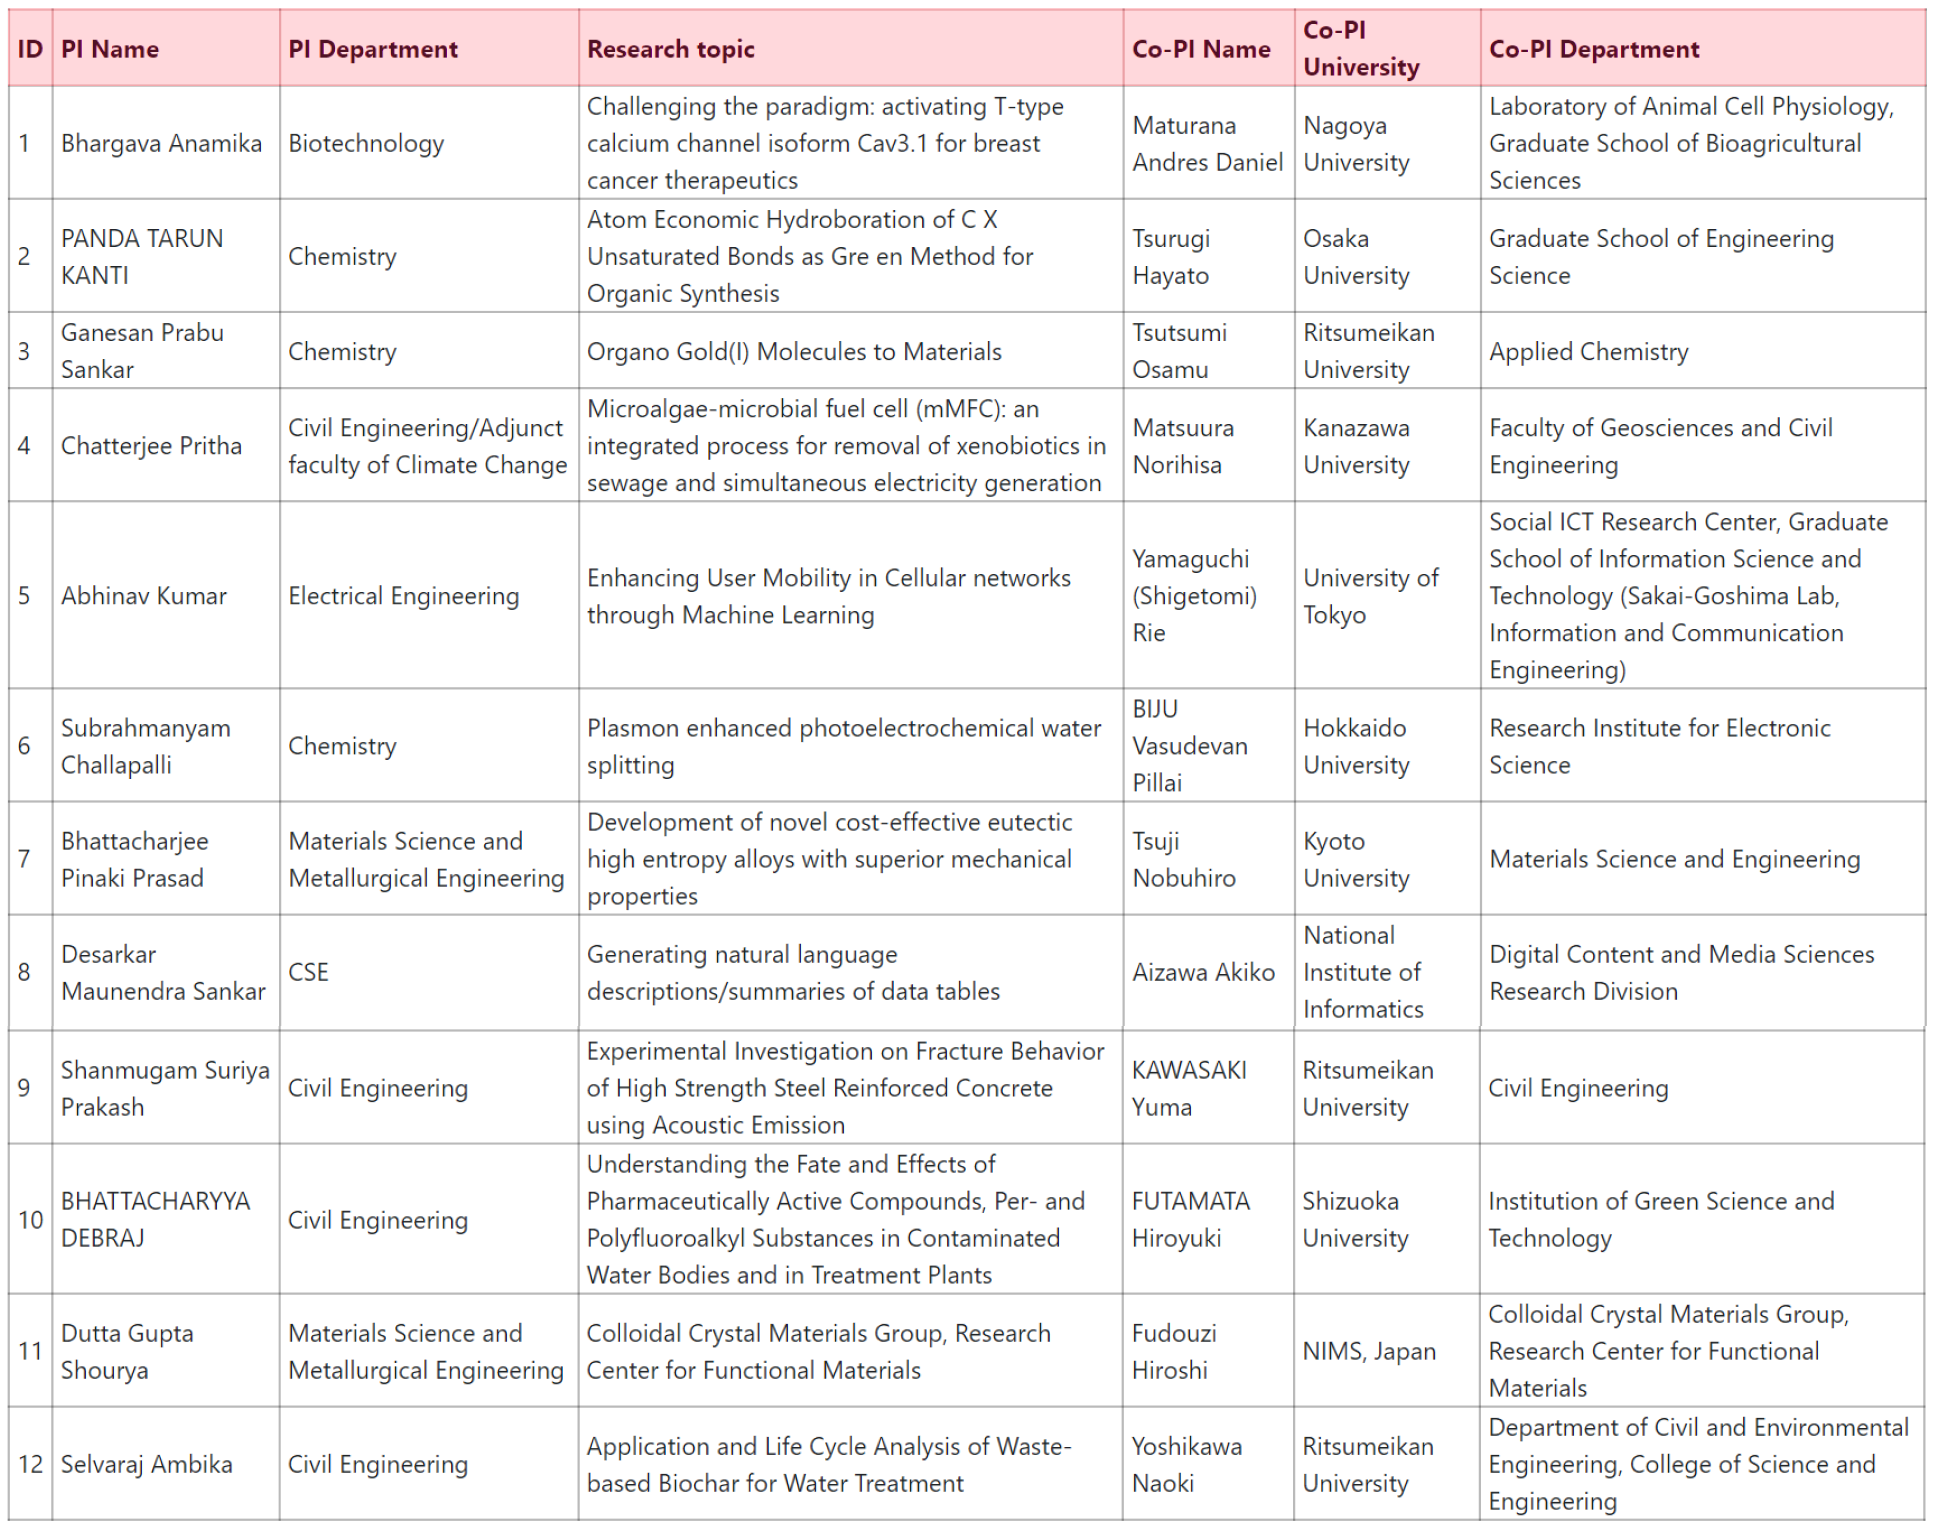 ID PI Name PI Department Research topic Co-PI Name Co-PI University Co-PI Department
1 Bhargava Anamika Biotechnology Challenging the paradigm: activating T-type calcium channel isoform Cav3.1 for breast cancer therapeutics Maturana Andres Daniel Nagoya University Laboratory of Animal Cell Physiology, Graduate School of Bioagricultural Sciences
2 PANDA TARUN KANTI Chemistry Atom Economic Hydroboration of C X Unsaturated Bonds as Gre en Method for Organic Synthesis Tsurugi Hayato Osaka University Graduate School of Engineering Science
3 Ganesan Prabu Sankar Chemistry Organo Gold(I) Molecules to Materials Tsutsumi Osamu Ritsumeikan University Applied Chemistry
4 Chatterjee Pritha Civil Engineering/Adjunct faculty of Climate Change Microalgae-microbial fuel cell (mMFC): an integrated process for removal of xenobiotics in sewage and simultaneous electricity generation Matsuura Norihisa Kanazawa University Faculty of Geosciences and Civil Engineering
5 Abhinav Kumar Electrical Engineering Enhancing User Mobility in Cellular networks through Machine Learning Yamaguchi (Shigetomi) Rie University of Tokyo Social ICT Research Center, Graduate School of Information Science and Technology (Sakai-Goshima Lab, Information and Communication Engineering)
6 Subrahmanyam Challapalli Chemistry Plasmon enhanced photoelectrochemical water splitting BIJU Vasudevan Pillai Hokkaido University Research Institute for Electronic Science
7 Bhattacharjee Pinaki Prasad Materials Science and Metallurgical Engineering Development of novel cost-effective eutectic high entropy alloys with superior mechanical properties Tsuji Nobuhiro Kyoto University Materials Science and Engineering
8 Desarkar Maunendra Sankar CSE Generating natural language descriptions/summaries of data tables Aizawa Akiko National Institute of Informatics Digital Content and Media Sciences Research Division
9 Shanmugam Suriya Prakash Civil Engineering Experimental Investigation on Fracture Behavior of High Strength Steel Reinforced Concrete using Acoustic Emission KAWASAKI Yuma Ritsumeikan University Civil Engineering
10 BHATTACHARYYA DEBRAJ Civil Engineering Understanding the Fate and Effects of Pharmaceutically Active Compounds, Per- and Polyfluoroalkyl Substances in Contaminated Water Bodies and in Treatment Plants FUTAMATA Hiroyuki Shizuoka University Institution of Green Science and Technology
11 Dutta Gupta Shourya Materials Science and Metallurgical Engineering Colloidal Crystal Materials Group, Research Center for Functional Materials Fudouzi Hiroshi NIMS, Japan Colloidal Crystal Materials Group, Research Center for Functional Materials
12 Selvaraj Ambika Civil Engineering Application and Life Cycle Analysis of Waste-based Biochar for Water Treatment Yoshikawa Naoki Ritsumeikan University Department of Civil and Environmental Engineering, College of Science and Engineering